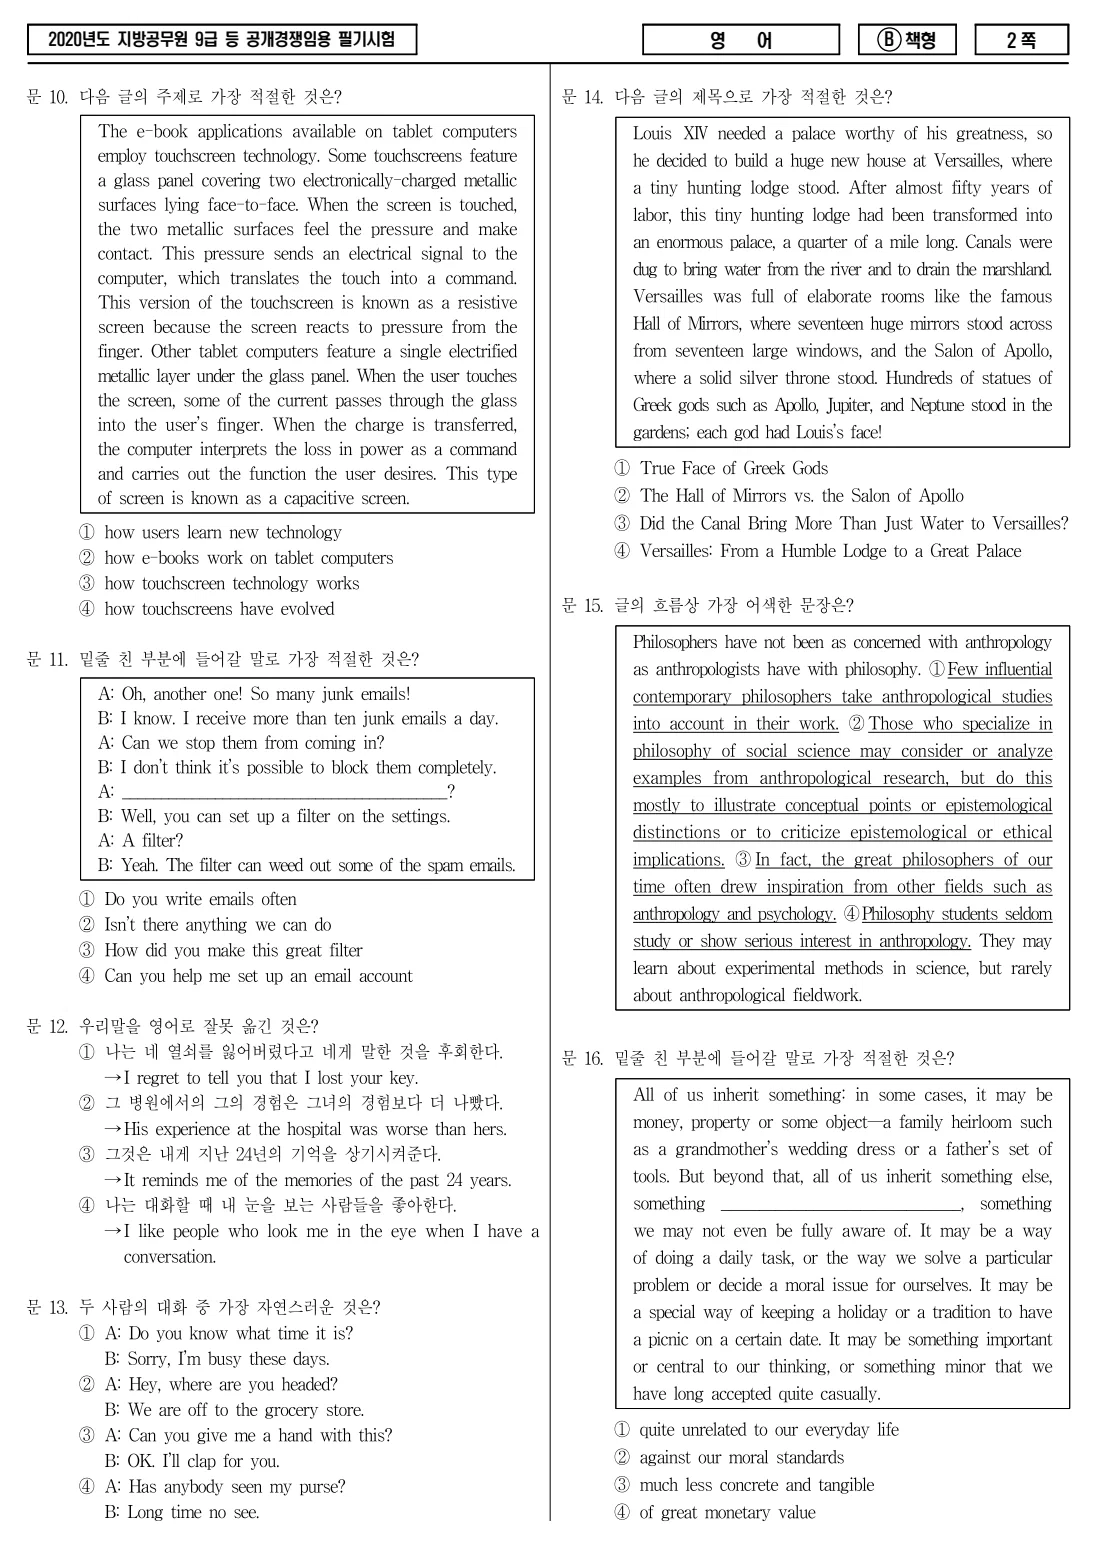 2020년도 지방공무원 9급 등 공개경쟁임용 필기시험
영 어
Ⓑ 책형
2 쪽
문 10. 다음 글의 주제로 가장 적절한 것은?
The e-book applications available on tablet computers
employ touchscreen technology. Some touchscreens feature
a glass panel covering two electronically-charged metallic
surfaces lying face-to-face. When the screen is touched,
the two metallic surfaces feel the pressure and make
contact. This pressure sends an electrical signal to the
computer, which translates the touch into a command.
This version of the touchscreen is known as a resistive
screen because the screen reacts to pressure from the
finger. Other tablet computers feature a single electrified
metallic layer under the glass panel. When the user touches
the screen, some of the current passes through the glass
into the user's finger. When the charge is transferred,
the computer interprets the loss in power as a command
and carries out the function the user desires. This type
of screen is known as a capacitive screen.
① how users learn new technology
② how e-books work on tablet computers
③ how touchscreen technology works
④ how touchscreens have evolved
문 11. 밑줄 친 부분에 들어갈 말로 가장 적절한 것은?
A: Oh, another one! So many junk emails!
B: I know. I receive more than ten junk emails a day.
A: Can we stop them from coming in?
B: I don't think it's possible to block them completely.
A: ________________________________?
B: Well, you can set up a filter on the settings.
A: A filter?
B: Yeah. The filter can weed out some of the spam emails.
① Do you write emails often
② Isn't there anything we can do
③ How did you make this great filter
④ Can you help me set up an email account
문 12. 우리말을 영어로 잘못 옮긴 것은?
① 나는 네 열쇠를 잃어버렸다고 네게 말한 것을 후회한다.
→I regret to tell you that I lost your key.
② 그 병원에서의 그의 경험은 그녀의 경험보다 더 나빴다.
→His experience at the hospital was worse than hers.
③ 그것은 내게 지난 24년의 기억을 상기시켜준다.
→It reminds me of the memories of the past 24 years.
④ 나는 대화할 때 내 눈을 보는 사람들을 좋아한다.
→I like people who look me in the eye when I have a
conversation.
문 13. 두 사람의 대화 중 가장 자연스러운 것은?
① A: Do you know what time it is?
B: Sorry, I'm busy these days.
② A: Hey, where are you headed?
B: We are off to the grocery store.
③ A: Can you give me a hand with this?
B: OK. I'll clap for you.
④ A: Has anybody seen my purse?
B: Long time no see.
문 14. 다음 글의 제목으로 가장 적절한 것은?
Louis XIV needed a palace worthy of his greatness, so
he decided to build a huge new house at Versailles, where
a tiny hunting lodge stood. After almost fifty years of
labor, this tiny hunting lodge had been transformed into
an enormous palace, a quarter of a mile long. Canals were
dug to bring water from the river and to drain the marshland.
Versailles was full of elaborate rooms like the famous
Hall of Mirrors, where seventeen huge mirrors stood across
from seventeen large windows, and the Salon of Apollo,
where a solid silver throne stood. Hundreds of statues of
Greek gods such as Apollo, Jupiter, and Neptune stood in the
gardens; each god had Louis's face!
① True Face of Greek Gods
② The Hall of Mirrors vs. the Salon of Apollo
③ Did the Canal Bring More Than Just Water to Versailles?
④ Versailles: From a Humble Lodge to a Great Palace
문 15. 글의 흐름상 가장 어색한 문장은?
Philosophers have not been as concerned with anthropology
as anthropologists have with philosophy. ①Few influential
contemporary philosophers take anthropological studies
into account in their work. ②Those who specialize in
philosophy of social science may consider or analyze
examples from anthropological research, but do this
mostly to illustrate conceptual points or epistemological
distinctions or to criticize epistemological or ethical
implications. ③In fact, the great philosophers of our
time often drew inspiration from other fields such as
anthropology and psychology. ④Philosophy students seldom
study or show serious interest in anthropology. They may
learn about experimental methods in science, but rarely
about anthropological fieldwork.
문 16. 밑줄 친 부분에 들어갈 말로 가장 적절한 것은?
All of us inherit something: in some cases, it may be
money, property or some object—a family heirloom such
as a grandmother's wedding dress or a father's set of
tools. But beyond that, all of us inherit something else,
something ________________________, something
we may not even be fully aware of. It may be a way
of doing a daily task, or the way we solve a particular
problem or decide a moral issue for ourselves. It may be
a special way of keeping a holiday or a tradition to have
a picnic on a certain date. It may be something important
or central to our thinking, or something minor that we
have long accepted quite casually.
① quite unrelated to our everyday life
② against our moral standards
③ much less concrete and tangible
④ of great monetary value